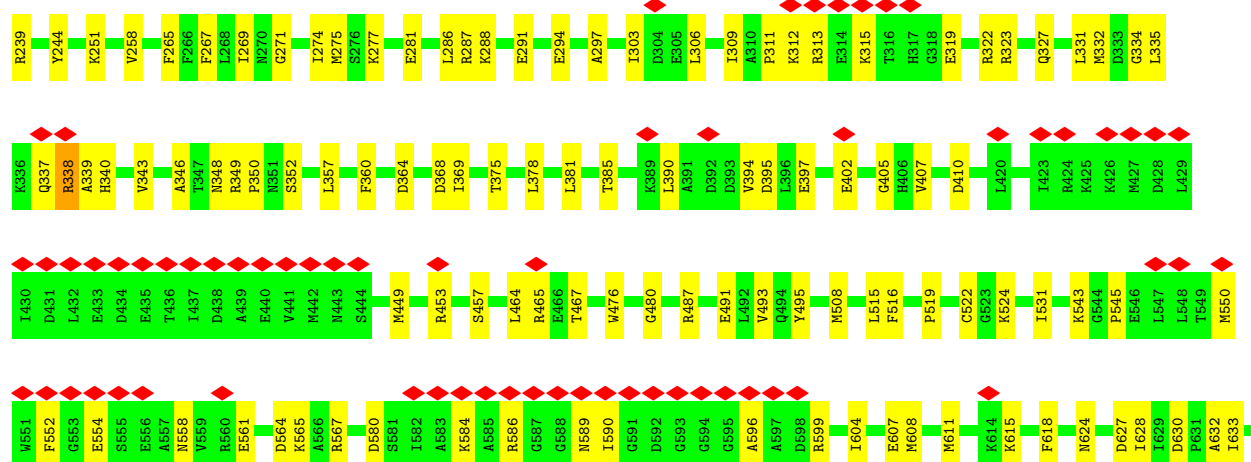 R239 Y244 K251 V258 F265 F266 F267 L268 I269 N270 G271 I274 M275 S276 K277 E281 L286 R287 K288 E291 E294 A297 I303 D304 E305 L306 I309 A310 P311 K312 R313 E314 K315 T316 H317 G318 E319 R322 R323 Q327 L331 M332 D333 G334 L335
K336 Q337 R338 A339 H340 V343 A346 T347 N348 R349 P350 N351 S352 L357 F360 D364 D368 I369 T375 L378 L381 T385 K389 L390 A391 D392 D393 V394 D395 L396 E397 E402 G405 H406 V407 D410 L420 I423 R424 K425 K426 M427 D428 L429
I430 D431 L432 E433 D434 E435 T436 I437 D438 A439 E440 V441 M442 N443 S444 M449 R453 S457 L464 R465 E466 T467 W476 G480 R487 E491 L492 V493 Q494 Y495 M508 L515 F516 P519 C522 G523 K524 I531 K543 G544 P545 E546 L547 L548 T549 M550
W551 F552 G553 E554 S555 E556 A557 N558 V559 R560 E561 D564 K565 A566 R567 D580 S581 I582 A583 K584 A585 R586 G587 G588 N589 I590 G591 D592 G593 G594 G595 A596 A597 D598 R599 I604 E607 M608 M611 K614 K615 F618 N624 D627 I628 I629 D630 P631 A632 I633